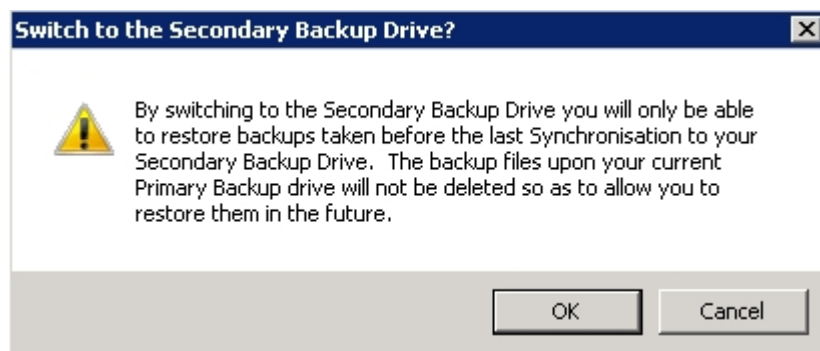 Switch to the Secondary Backup Drive?
By switching to the Secondary Backup Drive you will only be able
to restore backups taken before the last Synchronisation to your
Secondary Backup Drive.  The backup files upon your current
Primary Backup drive will not be deleted so as to allow you to
restore them in the future.
OK
Cancel